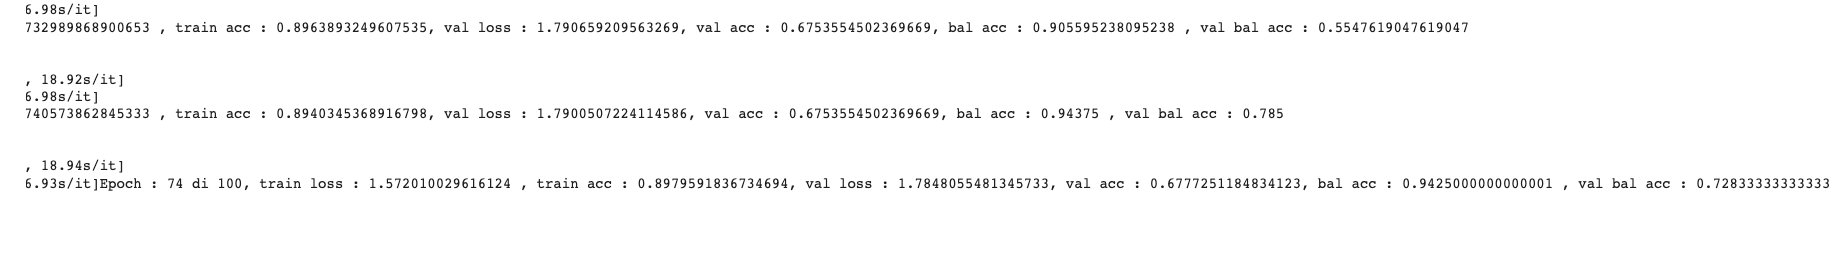 6.98s/it]
732989868900653 , train acc : 0.8963893249607535, val loss : 1.790659209563269, val acc : 0.6753554502369669, bal acc : 0.905595238095238 , val bal acc : 0.5547619047619047
, 18.92s/it]
6.98s/it]
740573862845333 , train acc : 0.8940345368916798, val loss : 1.7900507224114586, val acc : 0.6753554502369669, bal acc : 0.94375 , val bal acc : 0.785
, 18.94s/it]
6.93s/it]Epoch : 74 di 100, train loss : 1.572010029616124 , train acc : 0.8979591836734694, val loss : 1.7848055481345733, val acc : 0.6777251184834123, bal acc : 0.9425000000000001 , val bal acc : 0.72833333333333